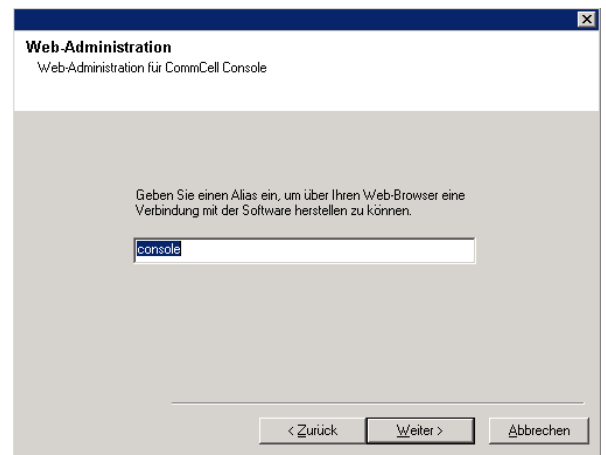 Web-Administration
Web-Administration für CommCell Console
Geben Sie einen Alias ein, um über Ihren Web-Browser eine
Verbindung mit der Software herstellen zu können.
console
< Zurück
Weiter >
Abbrechen